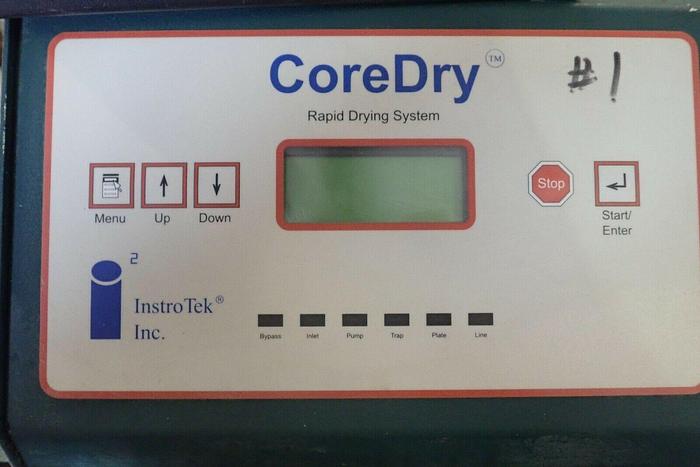 CoreDry™
#1
Rapid Drying System
Menu
Up
Down
Stop
Start/
Enter
2
InstroTek®
Inc.
Bypass
Inlet
Pump
Trap
Plate
Line